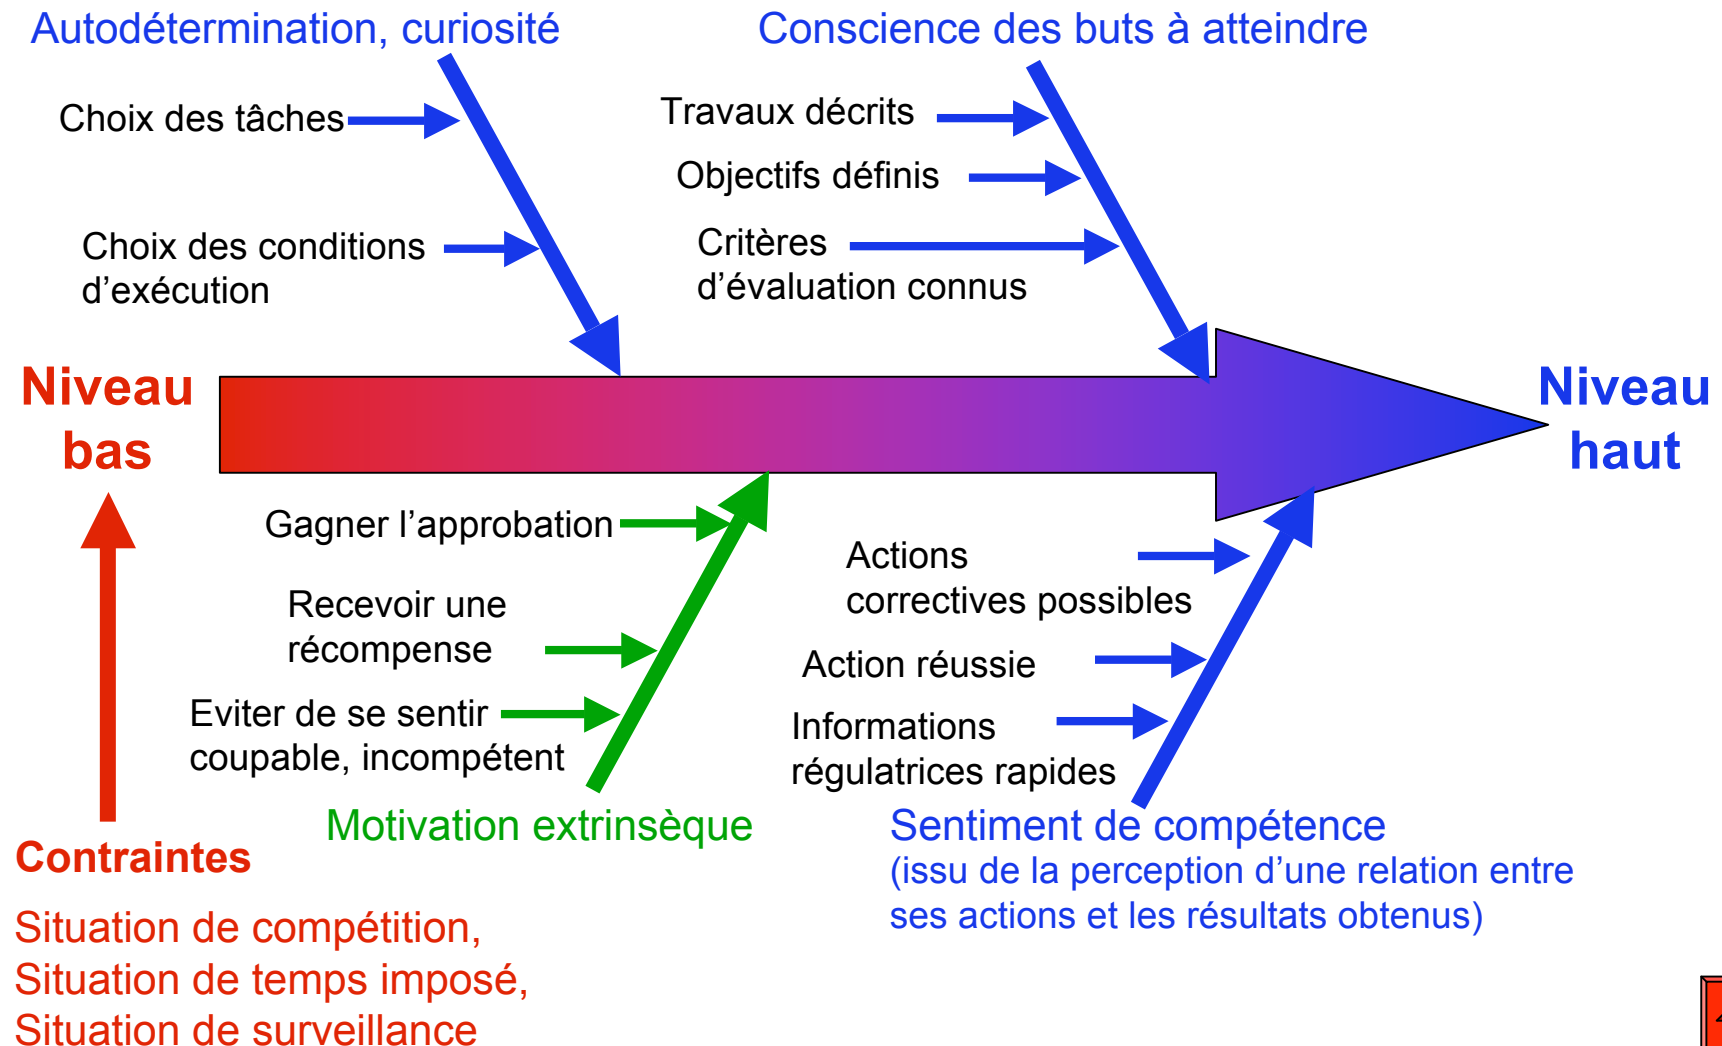 Autodétermination, curiosité
Conscience des buts à atteindre
Choix des tâches
Travaux décrits
Objectifs définis
Choix des conditions
d’exécution
Critères
d’évaluation connus
Niveau
bas
Niveau
haut
Gagner l’approbation
Recevoir une
récompense
Eviter de se sentir
coupable, incompétent
Motivation extrinsèque
Actions
correctives possibles
Action réussie
Informations
régulatrices rapides
Sentiment de compétence
(issu de la perception d’une relation entre
ses actions et les résultats obtenus)
Contraintes
Situation de compétition,
Situation de temps imposé,
Situation de surveillance